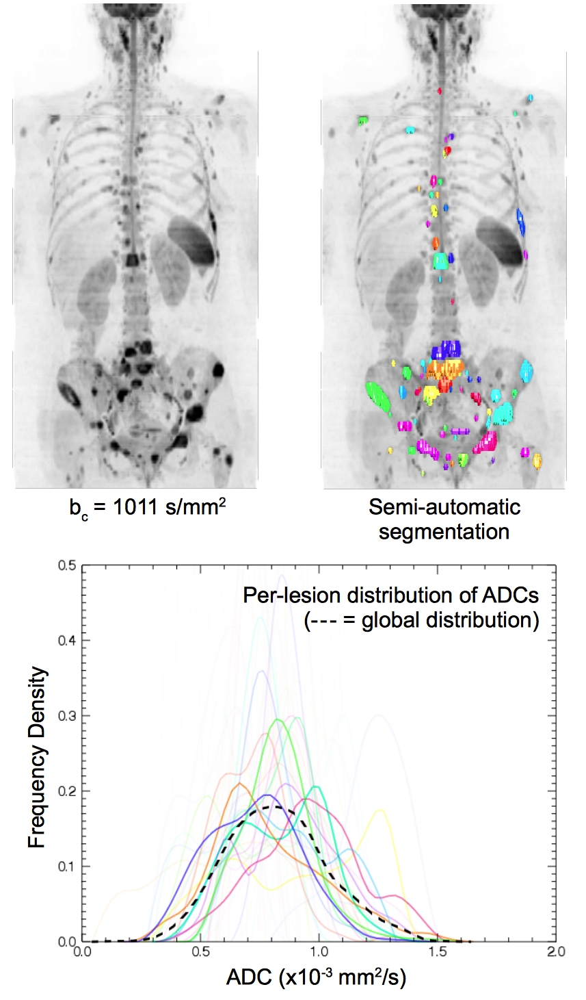 b_c = 1011 s/mm²
Semi-automatic
segmentation
Per-lesion distribution of ADCs
(--- = global distribution)
0.5
0.4
0.3
0.2
0.1
0.0
Frequency Density
0.0 0.5 1.0 1.5 2.0
ADC (x10⁻³ mm²/s)